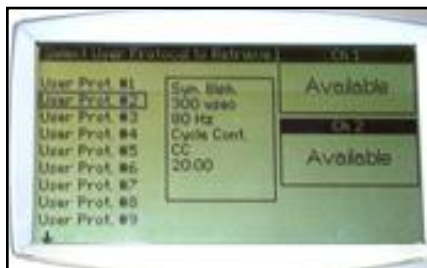 Select User Protocol to Retrieve
User Prot. #1
User Prot. #2
User Prot. #3
User Prot. #4
User Prot. #5
User Prot. #6
User Prot. #7
User Prot. #8
User Prot. #9
Sym. Biph.
300 usec
80 Hz
Cycle Cont.
CC
20:00
Ch 1
Available
Ch 2
Available